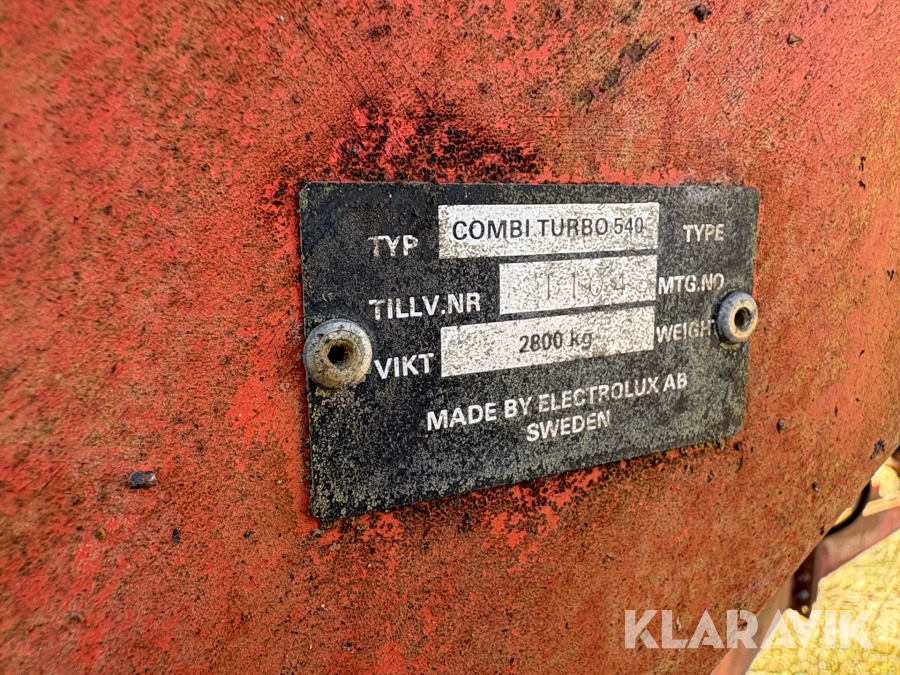 TYP COMBI TURBO 540 TYPE
TILLV.NR T 164 MTG.NO
VIKT 2800 kg WEIGHT
MADE BY ELECTROLUX AB
SWEDEN
KLARAVIK